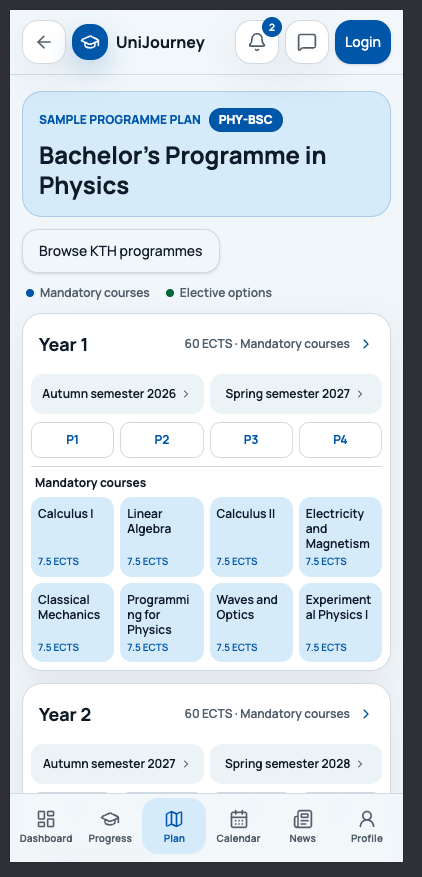 UniJourney
2
Login
SAMPLE PROGRAMME PLAN
PHY-BSC
Bachelor's Programme in
Physics
Browse KTH programmes
Mandatory courses
Elective options
Year 1
60 ECTS · Mandatory courses
Autumn semester 2026
Spring semester 2027
P1
P2
P3
P4
Mandatory courses
Calculus I
7.5 ECTS
Linear
Algebra
7.5 ECTS
Calculus II
7.5 ECTS
Electricity
and
Magnetism
7.5 ECTS
Classical
Mechanics
7.5 ECTS
Programmi
ng for
Physics
7.5 ECTS
Waves and
Optics
7.5 ECTS
Experiment
al Physics I
7.5 ECTS
Year 2
60 ECTS · Mandatory courses
Autumn semester 2027
Spring semester 2028
Dashboard
Progress
Plan
Calendar
News
Profile